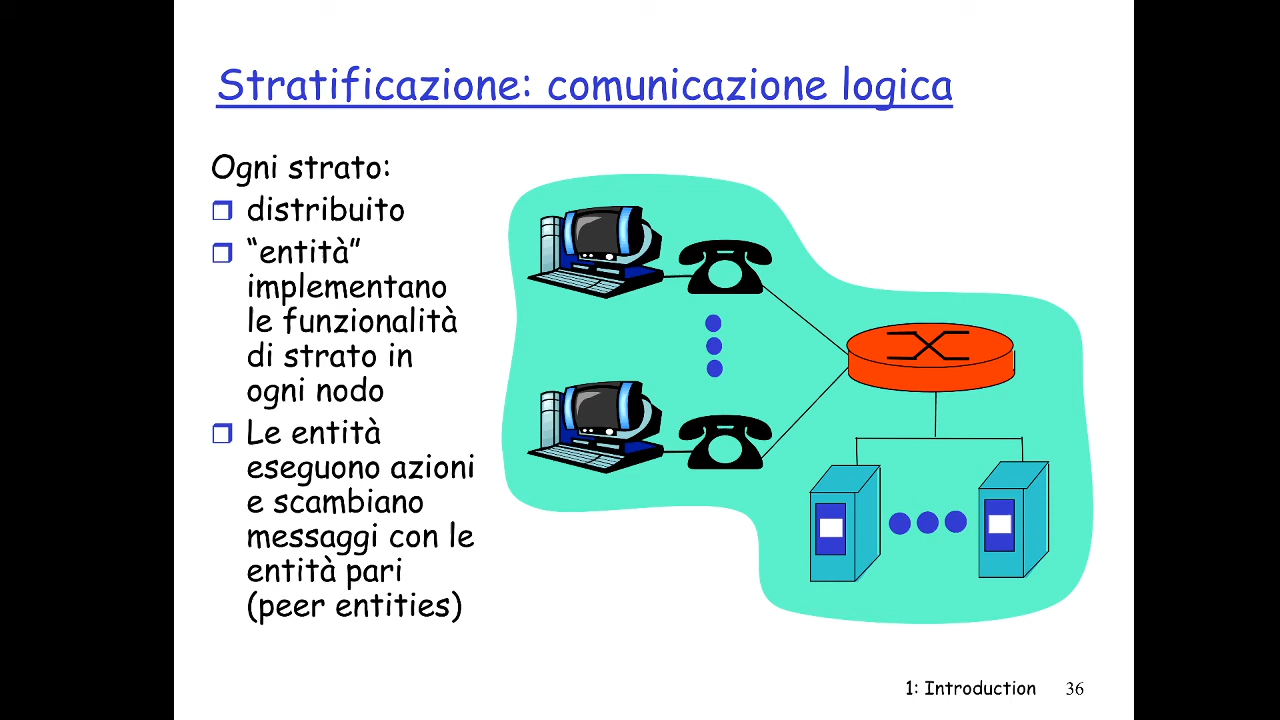 Stratificazione: comunicazione logica
Ogni strato:
distribuito
“entità”
implementano
le funzionalità
di strato in
ogni nodo
Le entità
eseguono azioni
e scambiano
messaggi con le
entità pari
(peer entities)
1: Introduction 36